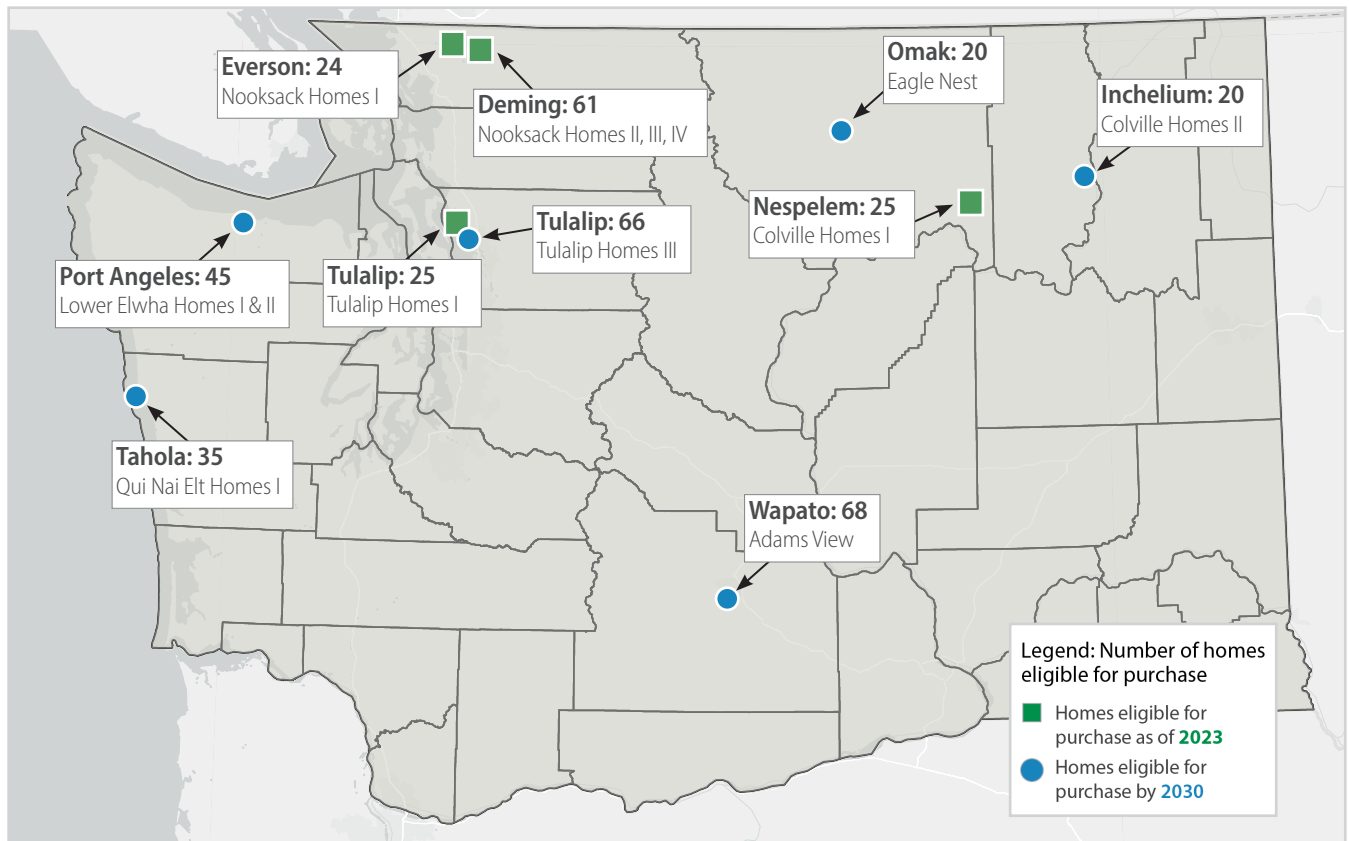 Everson: 24
Nooksack Homes I
Deming: 61
Nooksack Homes II, III, IV
Omak: 20
Eagle Nest
Inchelium: 20
Colville Homes II
Nespelem: 25
Colville Homes I
Tulalip: 66
Tulalip Homes III
Port Angeles: 45
Lower Elwha Homes I & II
Tulalip: 25
Tulalip Homes I
Tahola: 35
Qui Nai Elt Homes I
Wapato: 68
Adams View
Legend: Number of homes
eligible for purchase
Homes eligible for
purchase as of 2023
Homes eligible for
purchase by 2030